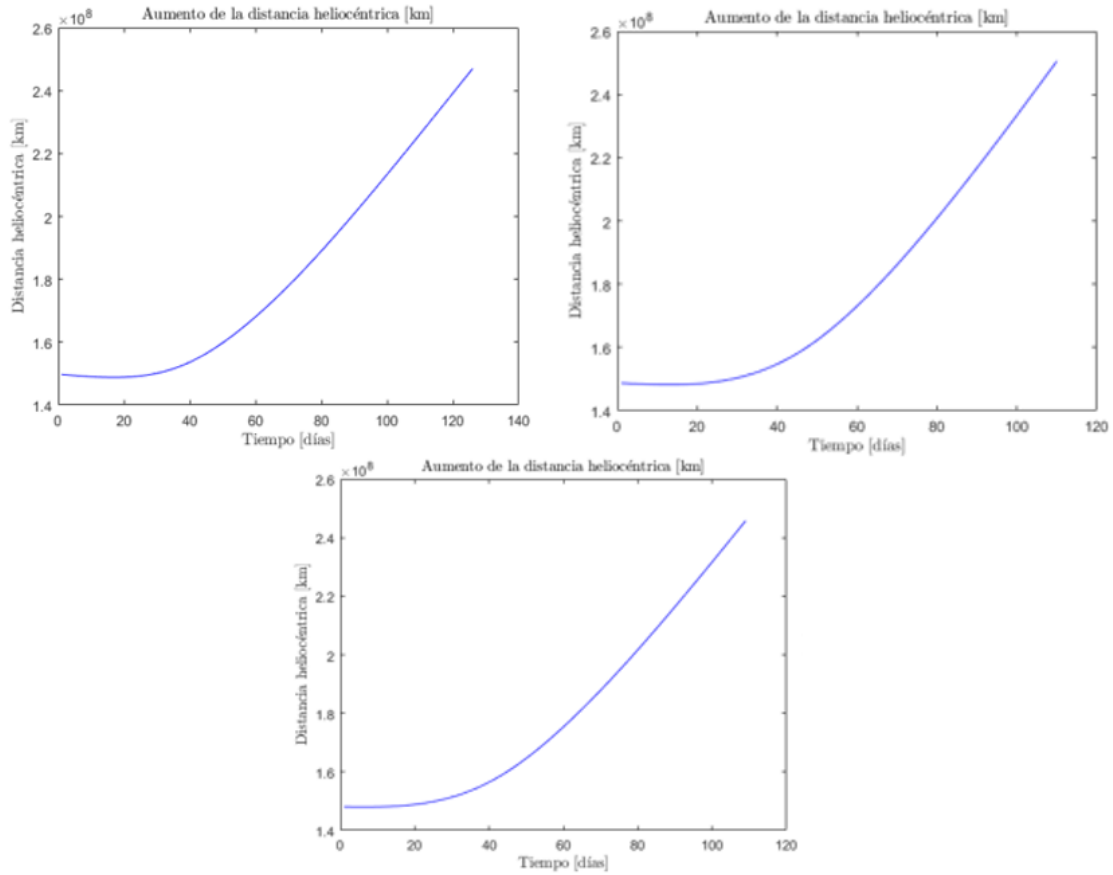 Aumento de la distancia heliocéntrica [km]
×10⁸
2.6
2.4
2.2
2
1.8
1.6
1.4
Distancia heliocéntrica [km]
0 20 40 60 80 100 120 140
Tiempo [días]
Aumento de la distancia heliocéntrica [km]
×10⁸
2.6
2.4
2.2
2
1.8
1.6
1.4
Distancia heliocéntrica [km]
0 20 40 60 80 100 120
Tiempo [días]
Aumento de la distancia heliocéntrica [km]
×10⁸
2.6
2.4
2.2
2
1.8
1.6
1.4
Distancia heliocéntrica [km]
0 20 40 60 80 100 120
Tiempo [días]